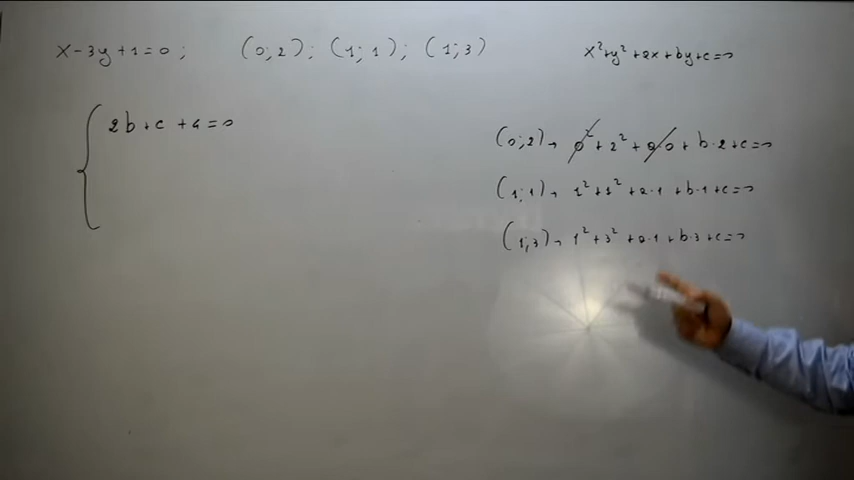 x-3y+1=0; (0;2); (1;1); (1;3)
x²+y²+ax+by+c=0
2b+c+4=0
(0;2)→ 0²+2²+a·0+b·2+c=0
(1;1)→ 1²+1²+a·1+b·1+c=0
(1;3)→ 1²+3²+a·1+b·3+c=0